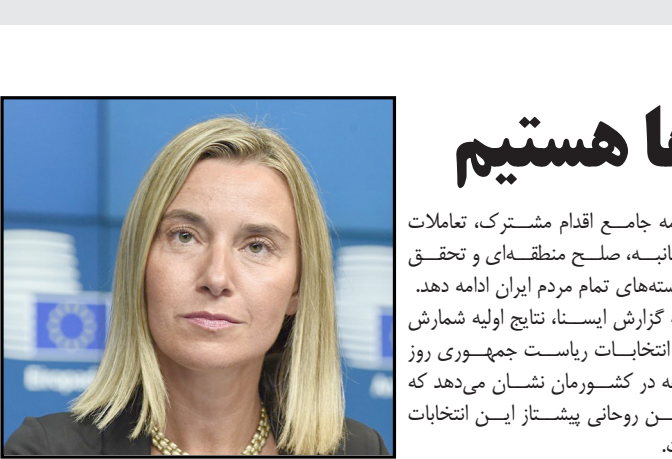 ها هستیم
جامع اقدام مشترک، تعاملات
صلح منطقه‌ای و تحقق
تمام مردم ایران ادامه دهد.
گزارش ایسنا، نتایج اولیه شمارش
انتخابات ریاست جمهوری روز
در کشورمان نشان می‌دهد که
روحانی پیشتاز این انتخابات